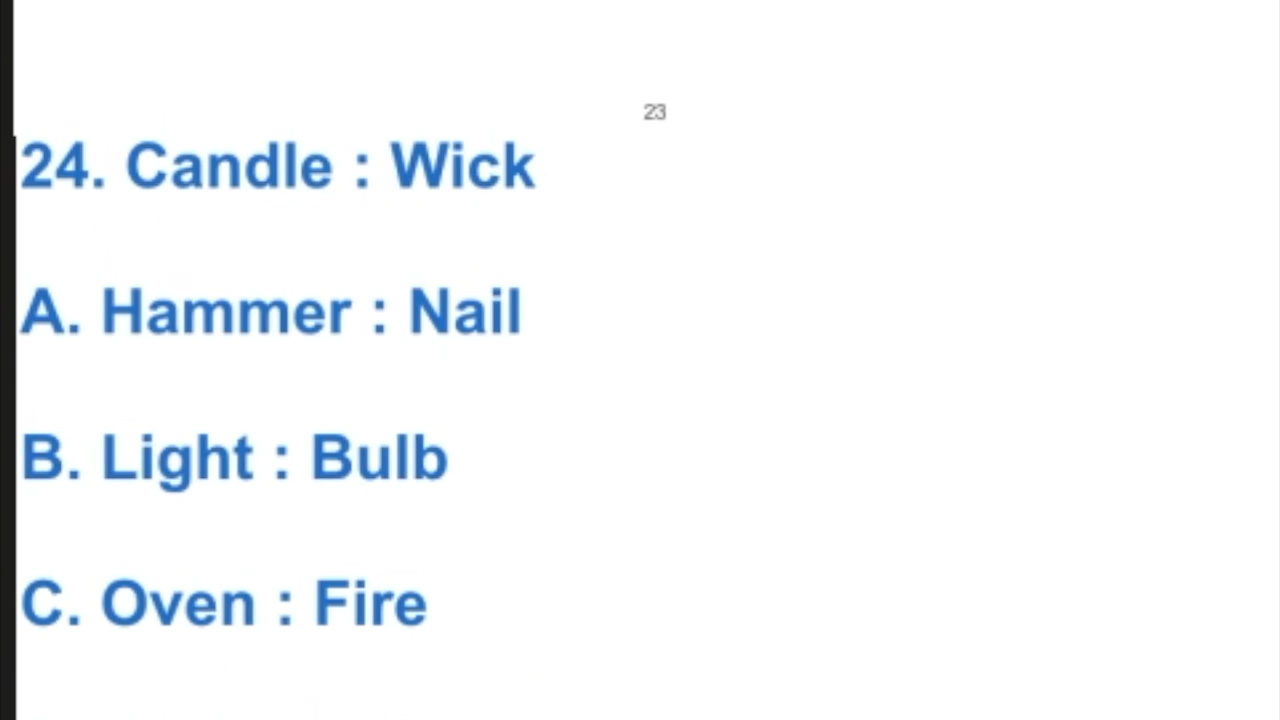 23
24. Candle : Wick
A. Hammer : Nail
B. Light : Bulb
C. Oven : Fire